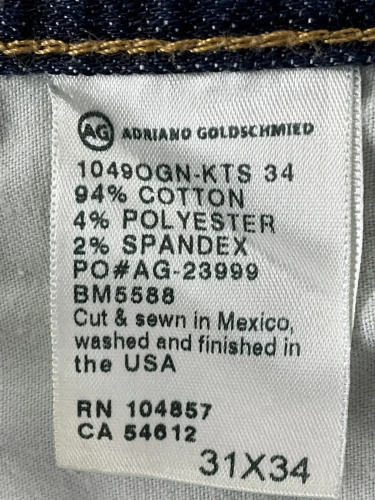 AG ADRIANO GOLDSCHMIED
1049OGN-KTS 34
94% COTTON
4% POLYESTER
2% SPANDEX
PO#AG-23999
BM5588
Cut & sewn in Mexico,
washed and finished in
the USA
RN 104857
CA 54612
31X34